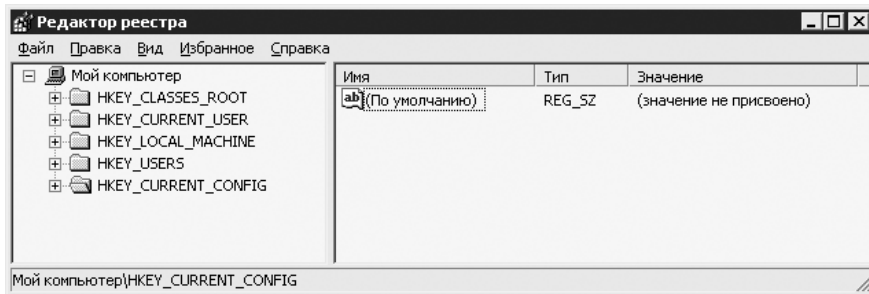 Редактор реестра
Файл Правка Вид Избранное Справка
Мой компьютер
HKEY_CLASSES_ROOT
HKEY_CURRENT_USER
HKEY_LOCAL_MACHINE
HKEY_USERS
HKEY_CURRENT_CONFIG
Имя Тип Значение
ab (По умолчанию) REG_SZ (значение не присвоено)
Мой компьютер\HKEY_CURRENT_CONFIG